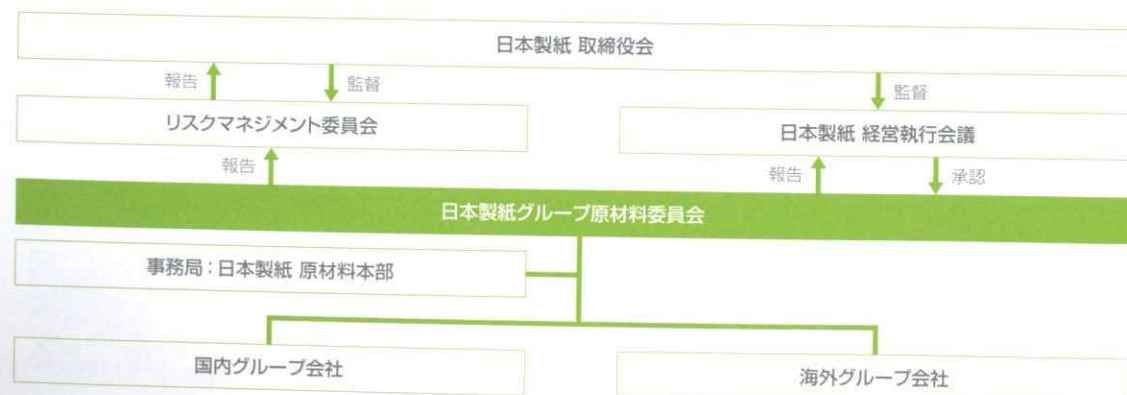 日本製紙 取締役会
報告
監督
監督
リスクマネジメント委員会
日本製紙 経営執行会議
報告
報告
承認
日本製紙グループ原材料委員会
事務局：日本製紙 原材料本部
国内グループ会社
海外グループ会社